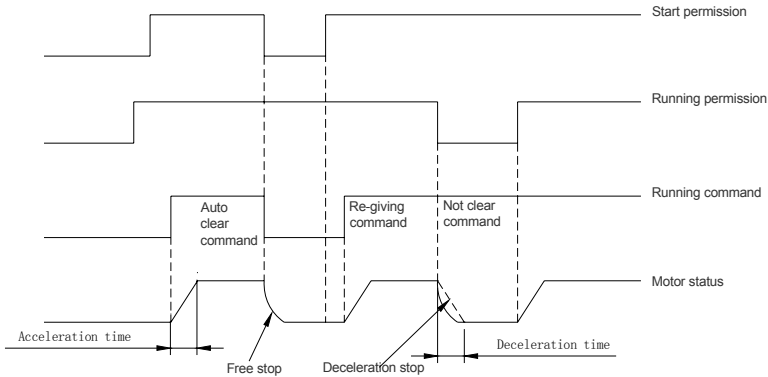 Start permission
Running permission
Running command
Auto
clear
command
Re-giving
command
Not clear
command
Motor status
Acceleration time
Free stop
Deceleration stop
Deceleration time